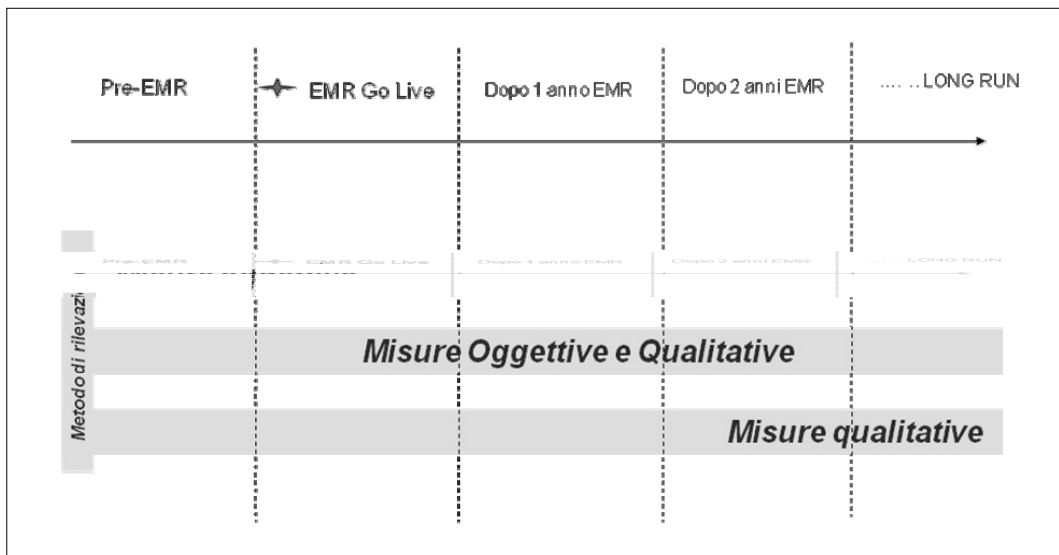 Pre-EMR EMR Go Live Dopo 1 anno EMR Dopo 2 anni EMR ..... ..LONG RUN
Pre-EMR EMR Go Live Dopo 1 anno EMR Dopo 2 anni EMR ..... ..LONG RUN
Metodo di rilevazi
Misure Oggettive e Qualitative
Misure qualitative